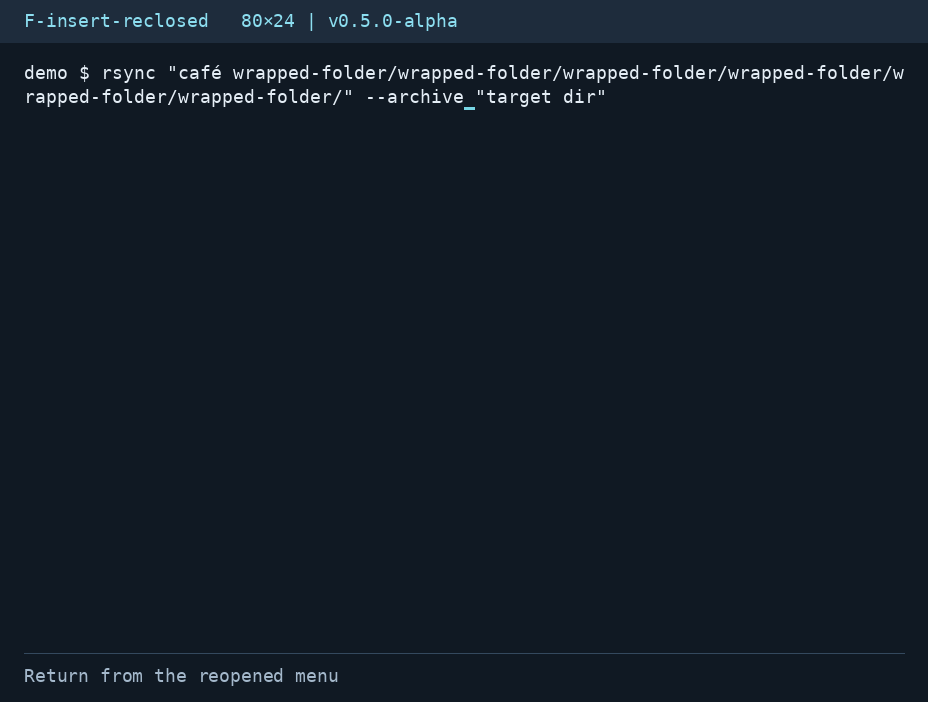 F-insert-reclosed   80×24 | v0.5.0-alpha
demo $ rsync "café wrapped-folder/wrapped-folder/wrapped-folder/wrapped-folder/w
rapped-folder/wrapped-folder/" --archive "target dir"
Return from the reopened menu